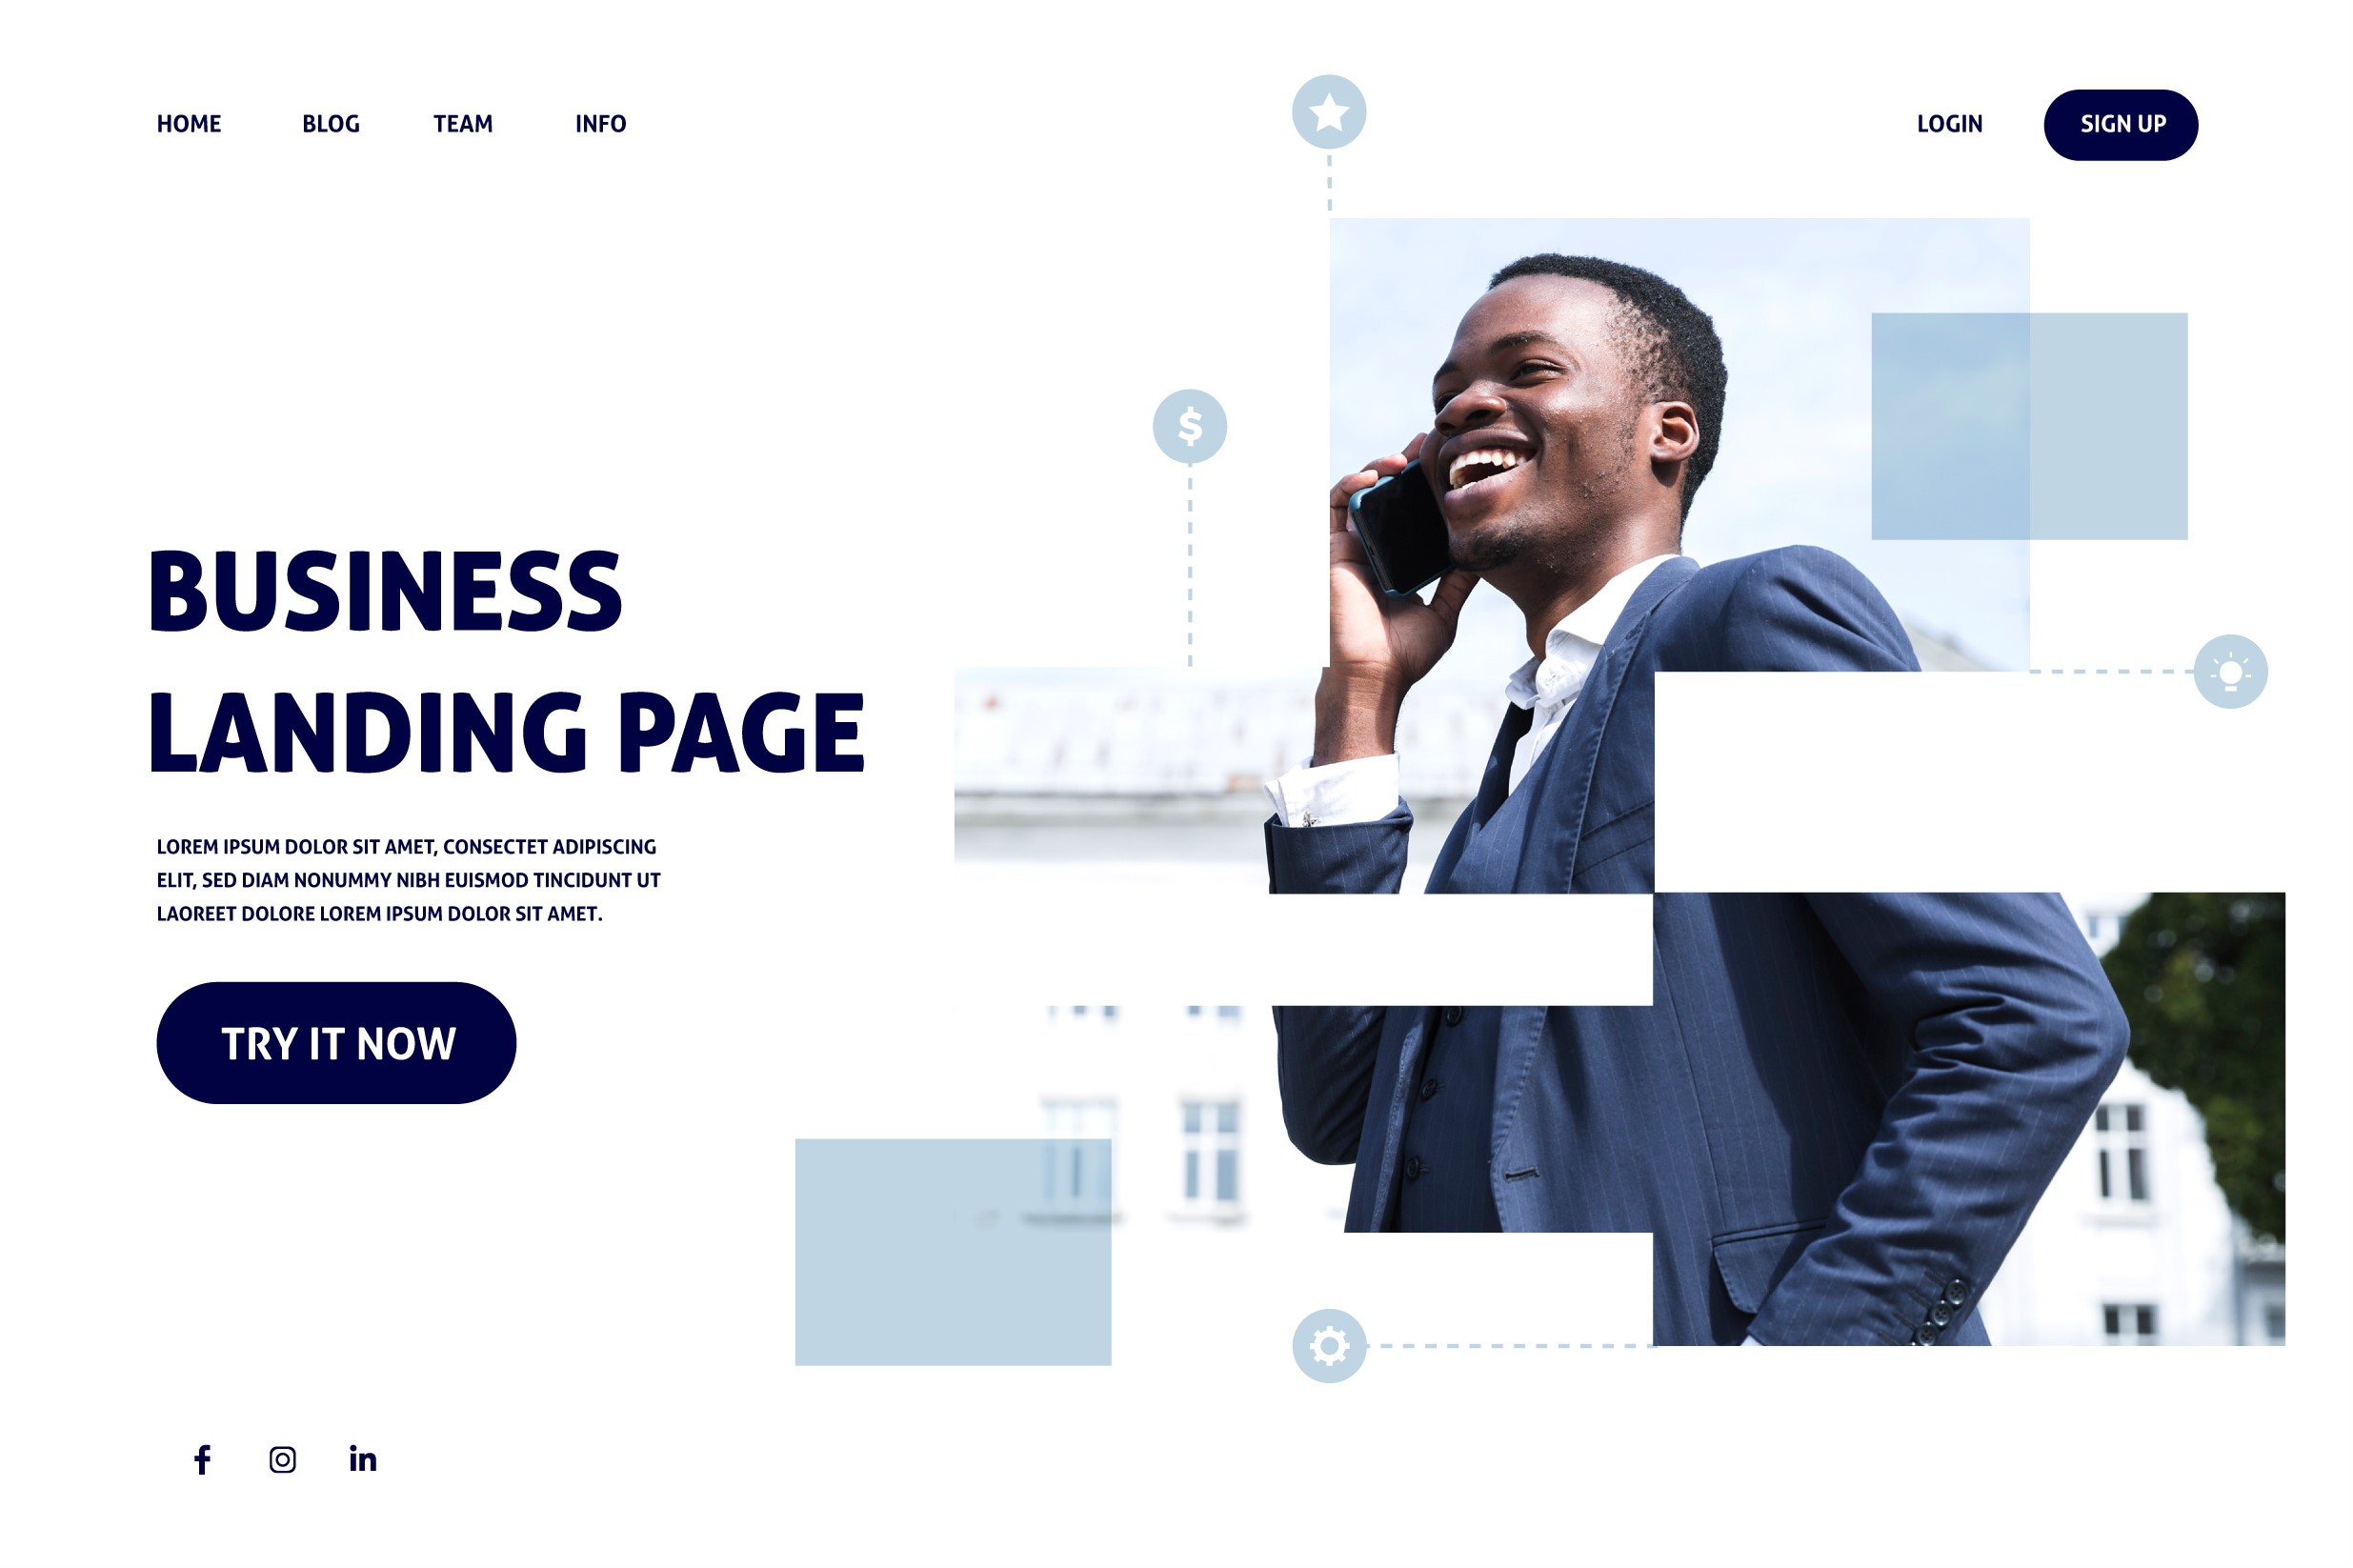 HOME BLOG TEAM INFO LOGIN SIGN UP
$
BUSINESS
LANDING PAGE
LOREM IPSUM DOLOR SIT AMET, CONSECTET ADIPISCING
ELIT, SED DIAM NONUMMY NIBH EUISMOD TINCIDUNT UT
LAOREET DOLORE LOREM IPSUM DOLOR SIT AMET.
TRY IT NOW
f in